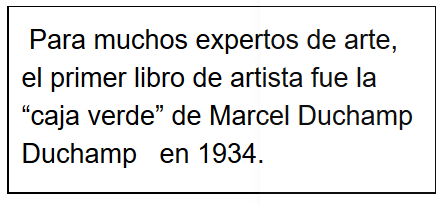 Para muchos expertos de arte,
el primer libro de artista fue la
“caja verde” de Marcel Duchamp
Duchamp en 1934.